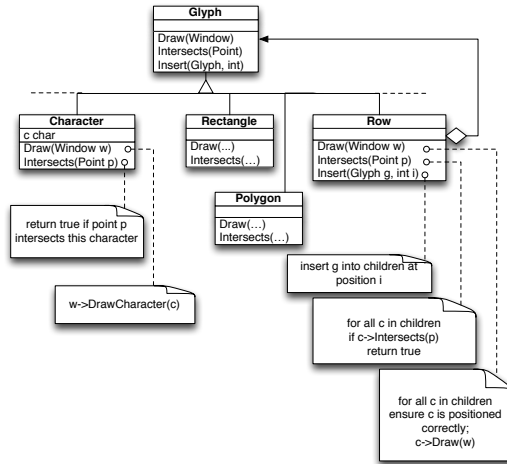 Glyph
Draw(Window)
Intersects(Point)
Insert(Glyph, int)
Character
c char
Draw(Window w)
Intersects(Point p)
Rectangle
Draw(...)
Intersects(...)
Row
Draw(Window w)
Intersects(Point p)
Insert(Glyph g, int i)
Polygon
Draw(...)
Intersects(...)
return true if point p
intersects this character
w->DrawCharacter(c)
insert g into children at
position i
for all c in children
if c->Intersects(p)
return true
for all c in children
ensure c is positioned
correctly;
c->Draw(w)